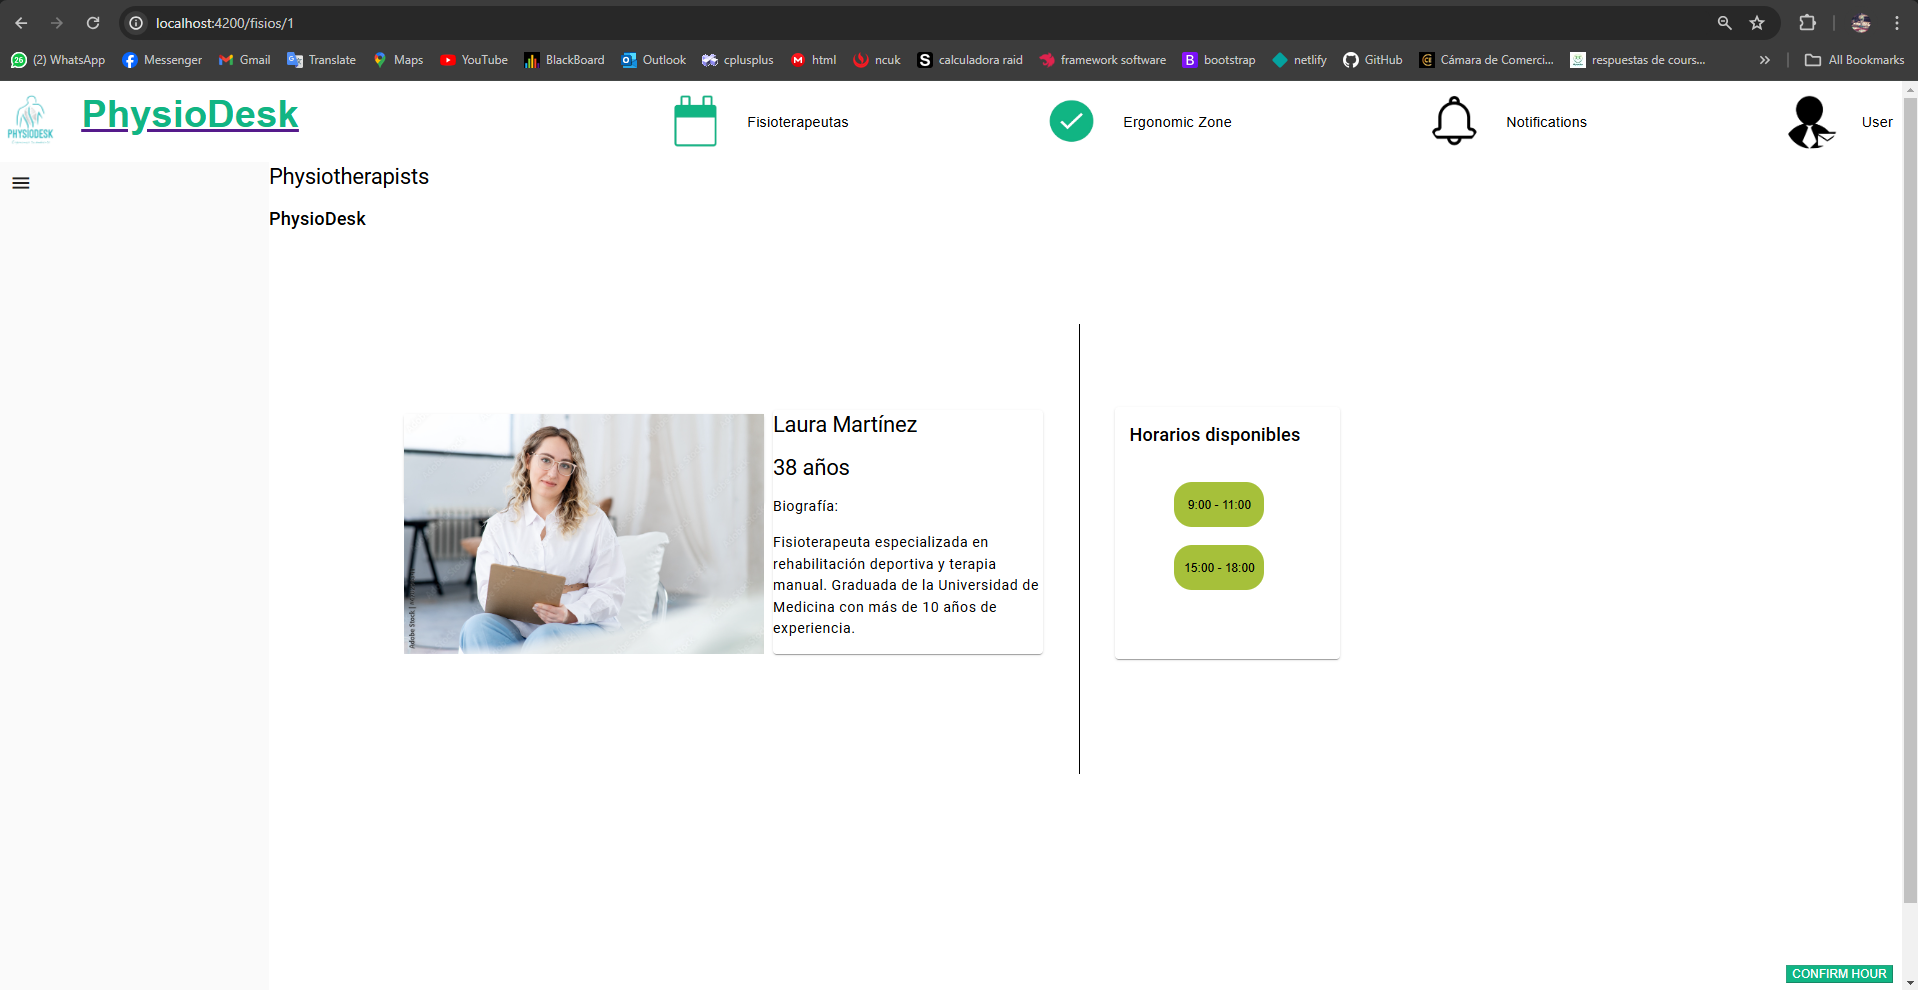 localhost:4200/fisios/1
26
(2) WhatsApp
Messenger
Gmail
Translate
Maps
YouTube
BlackBoard
Outlook
cplusplus
html
ncuk
calculadora raid
framework software
bootstrap
netlify
GitHub
Cámara de Comerci...
respuestas de cours...
All Bookmarks
PHYSIODESK
PhysioDesk
Fisioterapeutas
Ergonomic Zone
Notifications
User
Physiotherapists
PhysioDesk
Laura Martínez
38 años
Biografía:
Fisioterapeuta especializada en
rehabilitación deportiva y terapia
manual. Graduada de la Universidad de
Medicina con más de 10 años de
experiencia.
Horarios disponibles
9:00 - 11:00
15:00 - 18:00
Adobe Stock
CONFIRM HOUR